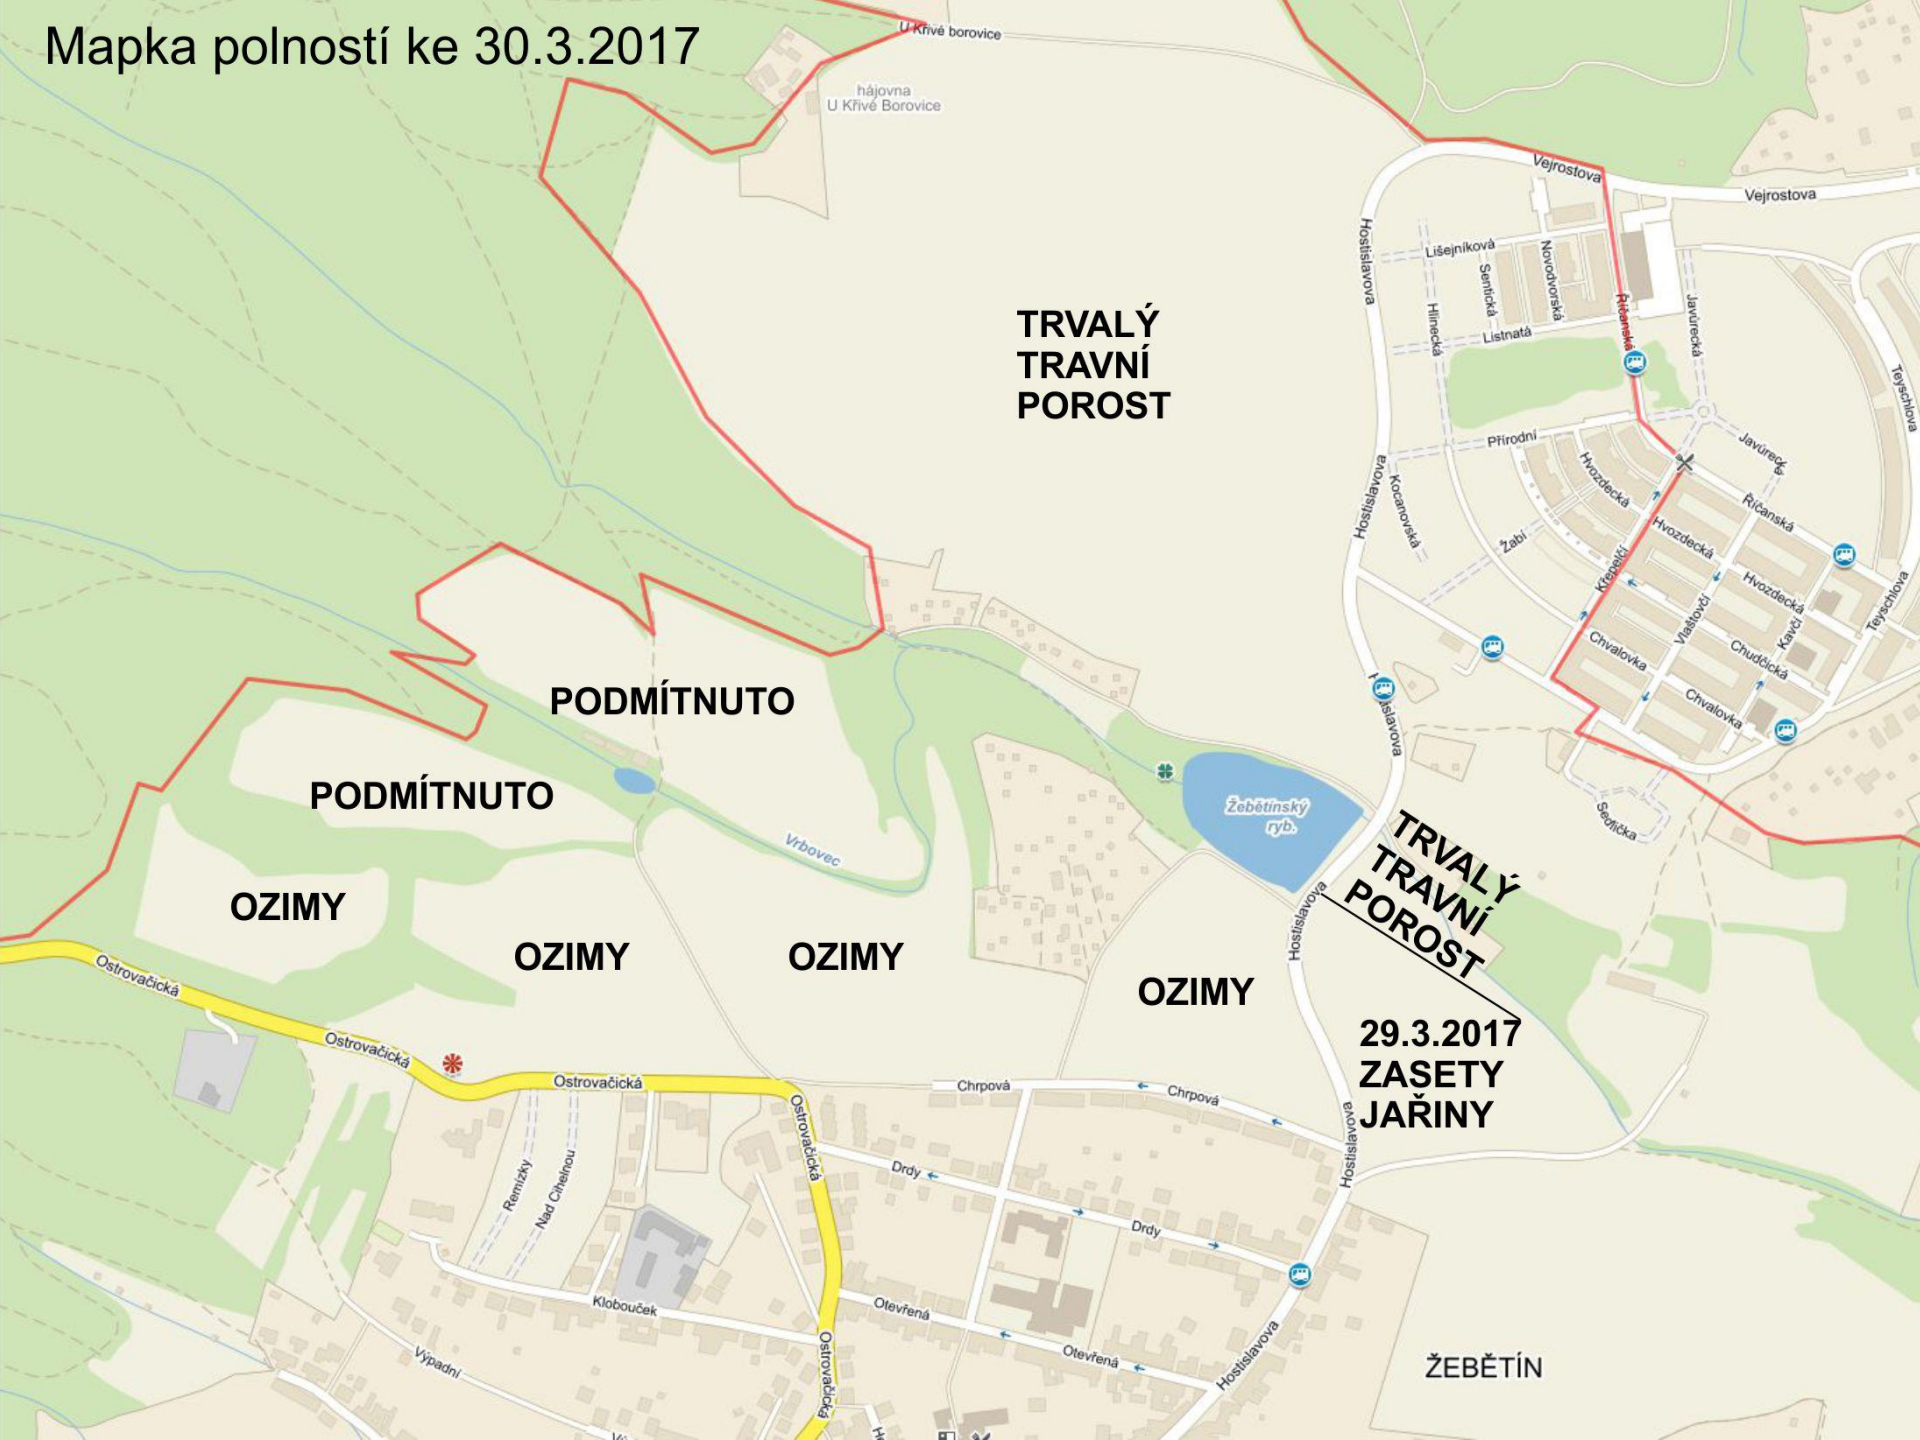 Mapka polností ke 30.3.2017
U Křivé borovice
hájovna
U Křivé Borovice
Vejrostova
Vejrostova
Hostislavova
Lišejníková
Sentická
Novodvorská
Říčanská
Javůrecká
Hlinecká
Listnatá
Teyschlova
TRVALÝ
TRAVNÍ
POROST
Přírodní
Hvozdecká
Kocanovská
Hostislavova
Říčanská
Hvozdecká
Žabí
Křepelčí
Hvozdecká
Vlaštovčí
Kavčí
Teyschlova
Chvalovka
Chudčická
Chvalovka
PODMÍTNUTO
PODMÍTNUTO
Žebětínský
ryb.
Vrbovec
TRVALÝ
TRAVNÍ
POROST
Hostislavova
OZIMY
OZIMY
OZIMY
OZIMY
Ostrovačická
Ostrovačická
Ostrovačická
Ostrovačická
29.3.2017
ZASETY
JAŘINY
Chrpová
Chrpová
Hostislavova
Remízky
Nad Cihelnou
Drdy
Drdy
Klobouček
Otevřená
Otevřená
Výpadní
Ostrovačická
Hostislavova
ŽEBĚTÍN